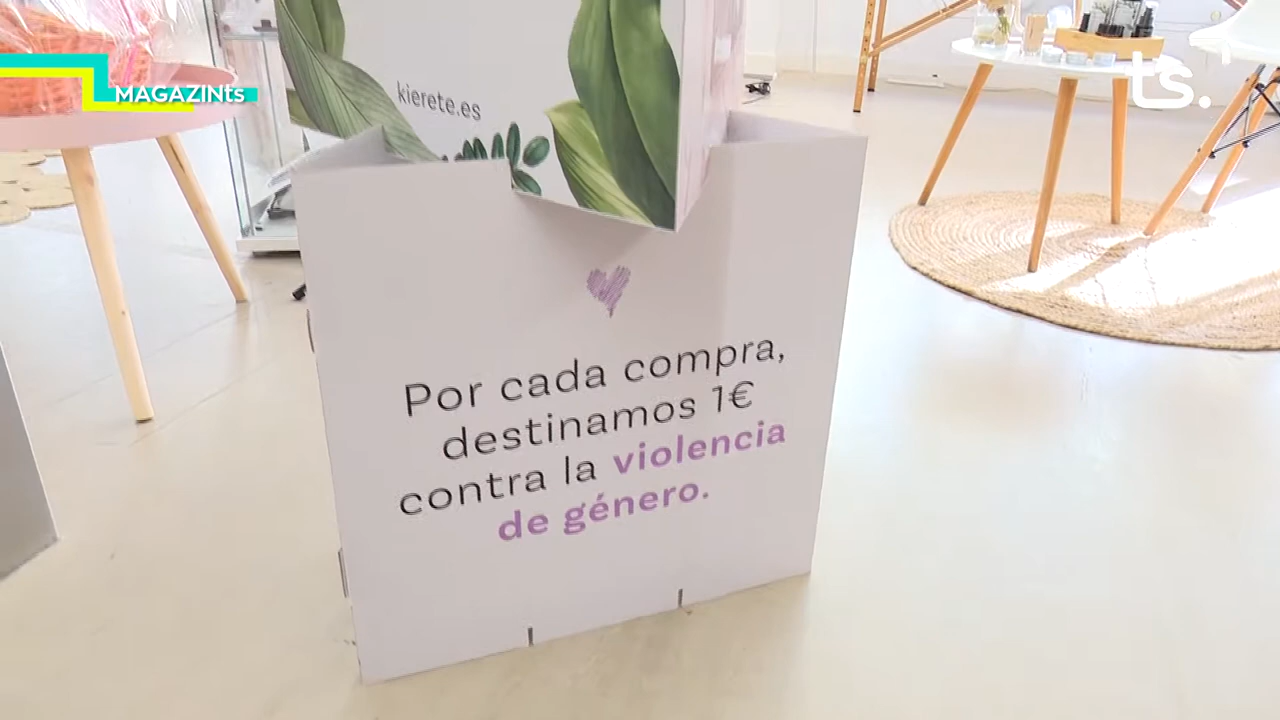 MAGAZINts
ts.
kierete.es
Por cada compra,
destinamos 1€
contra la violencia
de género.